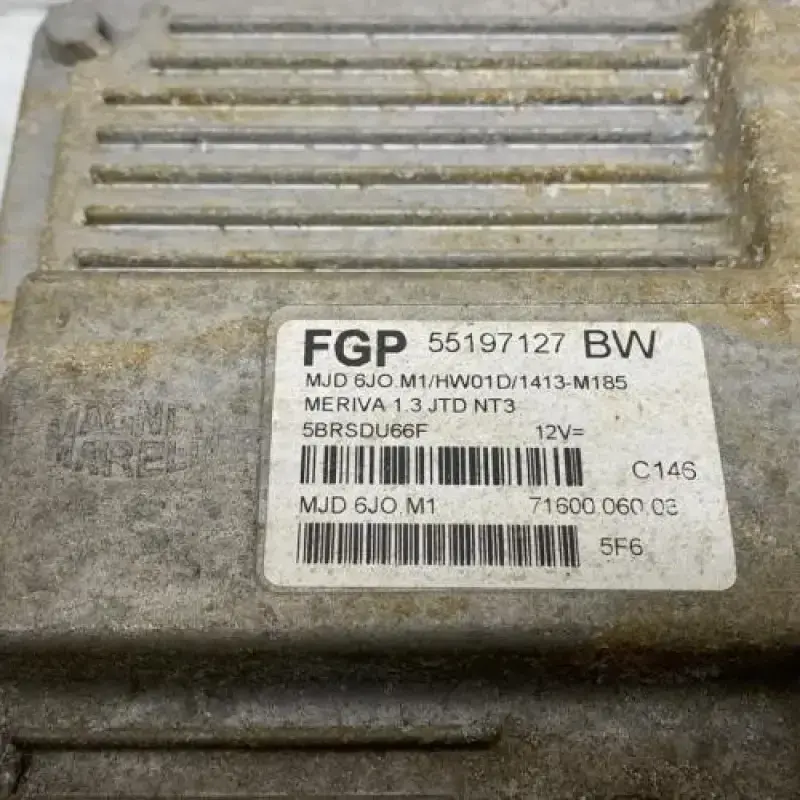 FGP 55197127 BW
MJD 6JO.M1/HW01D/1413-M185
MERIVA 1.3 JTD NT3
5BRSDU66F 12V=
C146
MJD 6JO.M1 71600.060.03
5F6
MAGNE
MARELLI